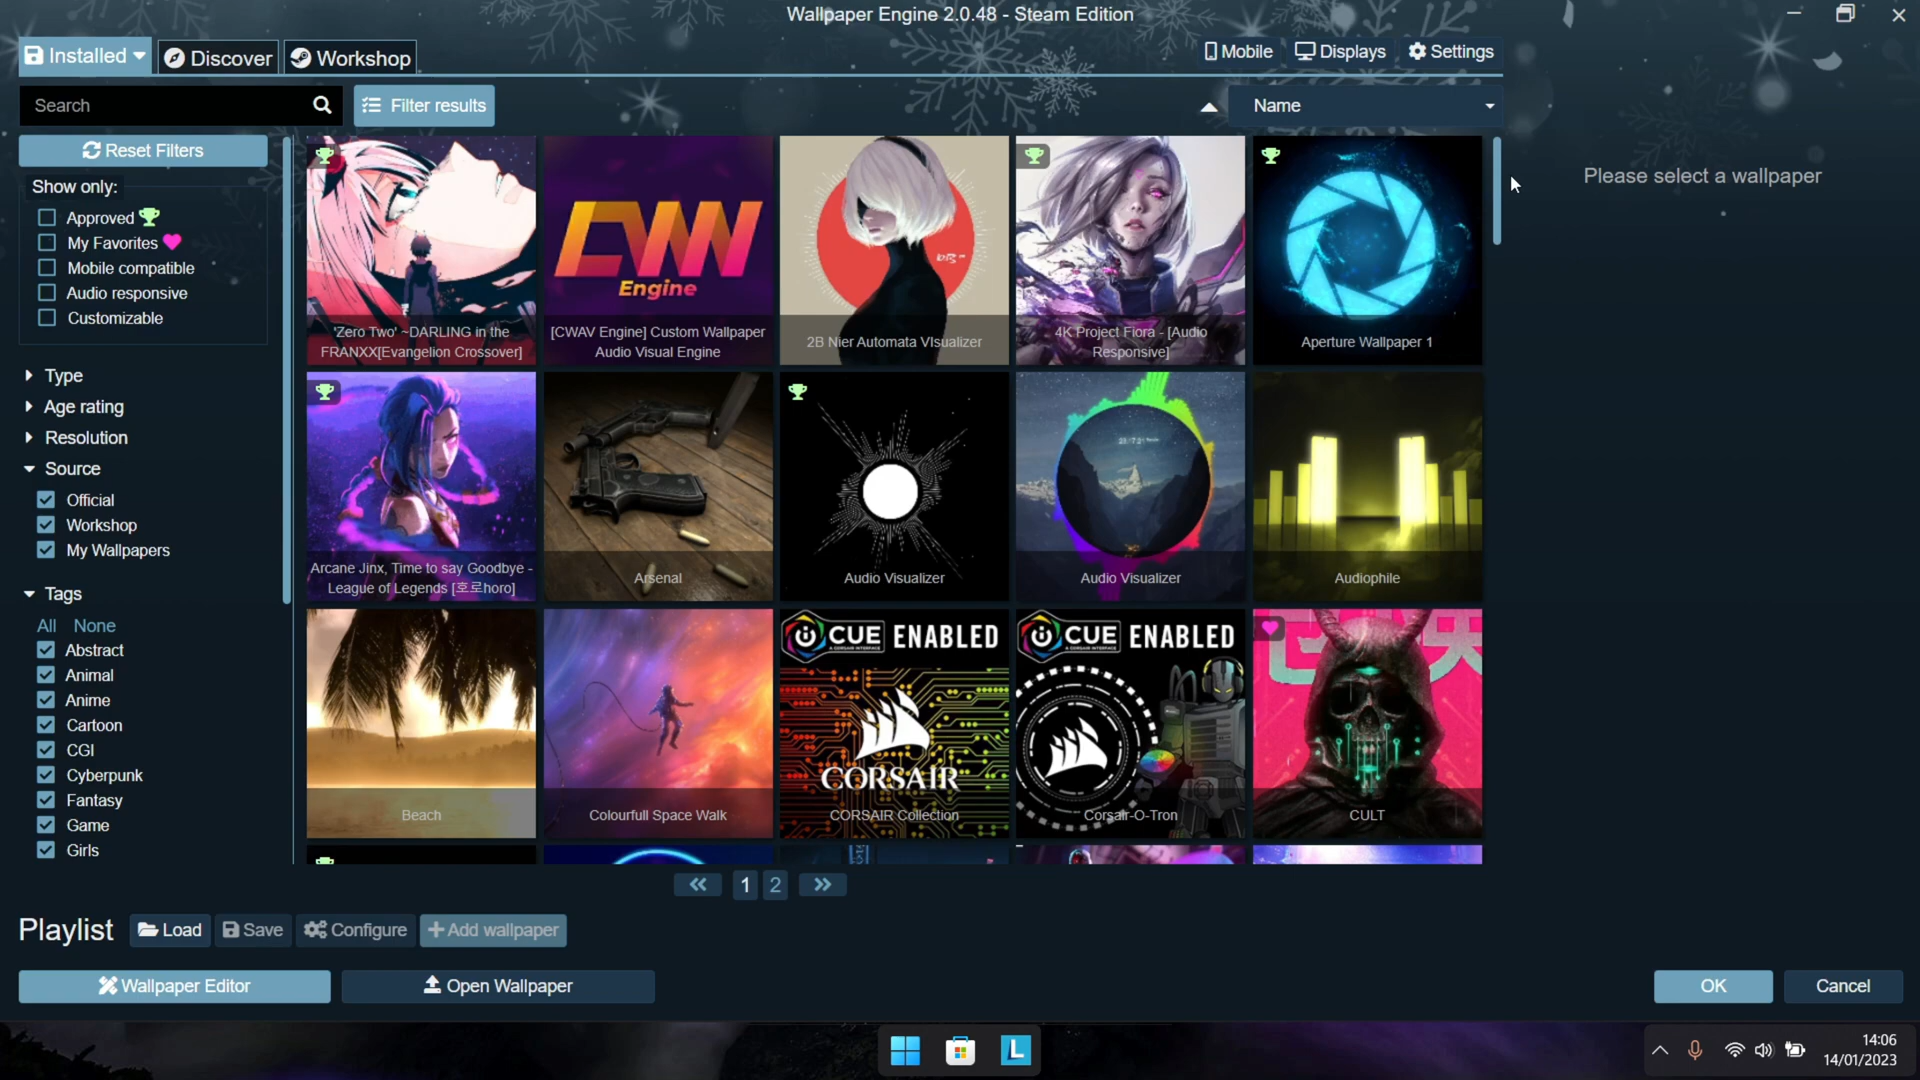 Wallpaper Engine 2.0.48 - Steam Edition
Installed
Discover
Workshop
Mobile
Displays
Settings
Search
Filter results
Name
Reset Filters
Show only:
Approved
My Favorites
Mobile compatible
Audio responsive
Customizable
Type
Age rating
Resolution
Source
Official
Workshop
My Wallpapers
Tags
All None
Abstract
Animal
Anime
Cartoon
CGI
Cyberpunk
Fantasy
Game
Girls
'Zero Two' ~DARLING in the
FRANXX[Evangelion Crossover]
Engine
[CWAV Engine] Custom Wallpaper
Audio Visual Engine
2B Nier Automata VIsualizer
4K Project Fiora - [Audio
Responsive]
Aperture Wallpaper 1
Arcane Jinx, Time to say Goodbye -
League of Legends [호로horo]
Arsenal
Audio Visualizer
Audio Visualizer
Audiophile
Beach
Colourfull Space Walk
CUE ENABLED
CORSAIR
CORSAIR Collection
CUE ENABLED
Corsair-O-Tron
CULT
1 2
Please select a wallpaper
Playlist
Load
Save
Configure
Add wallpaper
Wallpaper Editor
Open Wallpaper
OK
Cancel
L
14:06
14/01/2023